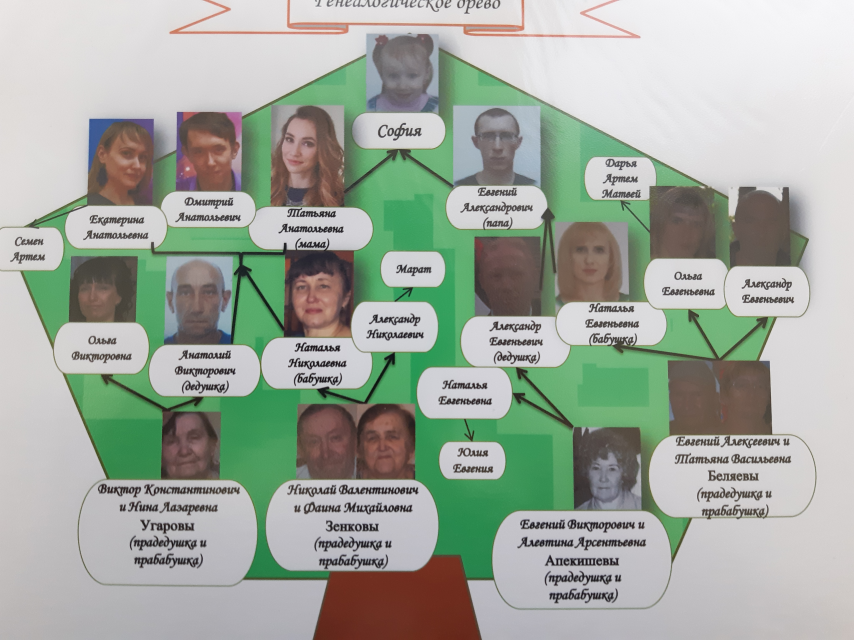 Генеалогическое древо
София
Екатерина
Анатольевна
Дмитрий
Анатольевич
Татьяна
Анатольевна
(мама)
Евгений
Александрович
(папа)
Дарья
Артем
Матвей
Семен
Артем
Ольга
Викторовна
Анатолий
Викторович
(дедушка)
Наталья
Николаевна
(бабушка)
Марат
Александр
Николаевич
Александр
Евгеньевич
(дедушка)
Наталья
Евгеньевна
(бабушка)
Ольга
Евгеньевна
Александр
Евгеньевич
Наталья
Евгеньевна
Юлия
Евгения
Виктор Константинович
и Нина Лазаревна
Угаровы
(прадедушка и
прабабушка)
Николай Валентинович
и Фаина Михайловна
Зенковы
(прадедушка и
прабабушка)
Евгений Викторович и
Алевтина Арсентьевна
Апекишевы
(прадедушка и
прабабушка)
Евгений Алексеевич и
Татьяна Васильевна
Беляевы
(прадедушка и
прабабушка)